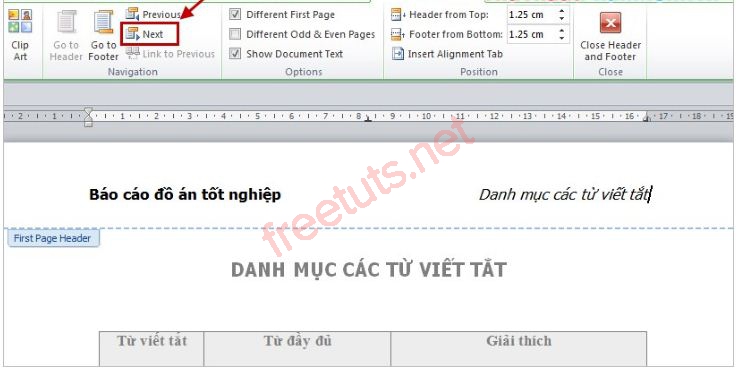 Previous
Different First Page
Header from Top: 1.25 cm
Next
Different Odd & Even Pages
Footer from Bottom: 1.25 cm
Clip Art
Go to Header
Go to Footer
Link to Previous
Show Document Text
Insert Alignment Tab
Close Header and Footer
Navigation
Options
Position
Close
2 1 1 2 3 4 5 6 7 8 9 10 11 12 13 14 15 16 17 18 19
Báo cáo đồ án tốt nghiệp
Danh mục các từ viết tắt
freetuts.net
First Page Header
DANH MỤC CÁC TỪ VIẾT TẮT
Từ viết tắt
Từ đầy đủ
Giải thích